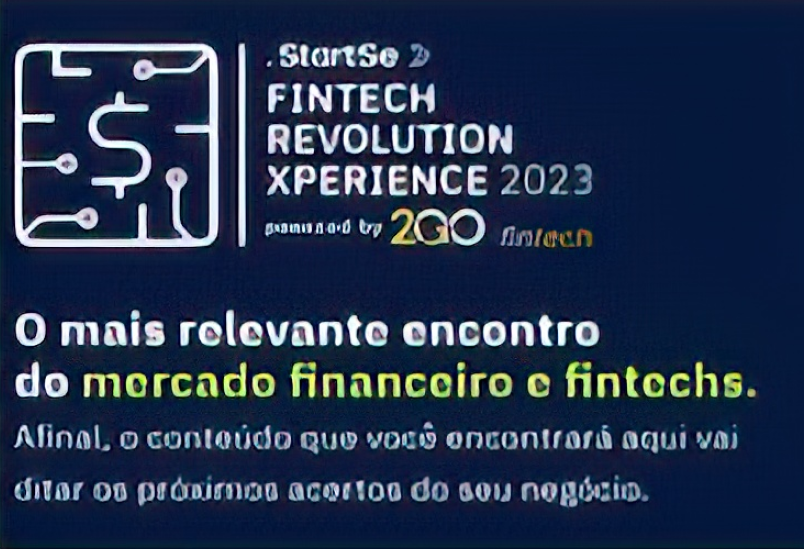 .StartSe
FINTECH
REVOLUTION
XPERIENCE 2023
powered by 2GO fintech
O mais relevante encontro
do mercado financeiro e fintechs.
Afinal, o conteúdo que você encontrará aqui vai
ditar os próximos acertos do seu negócio.